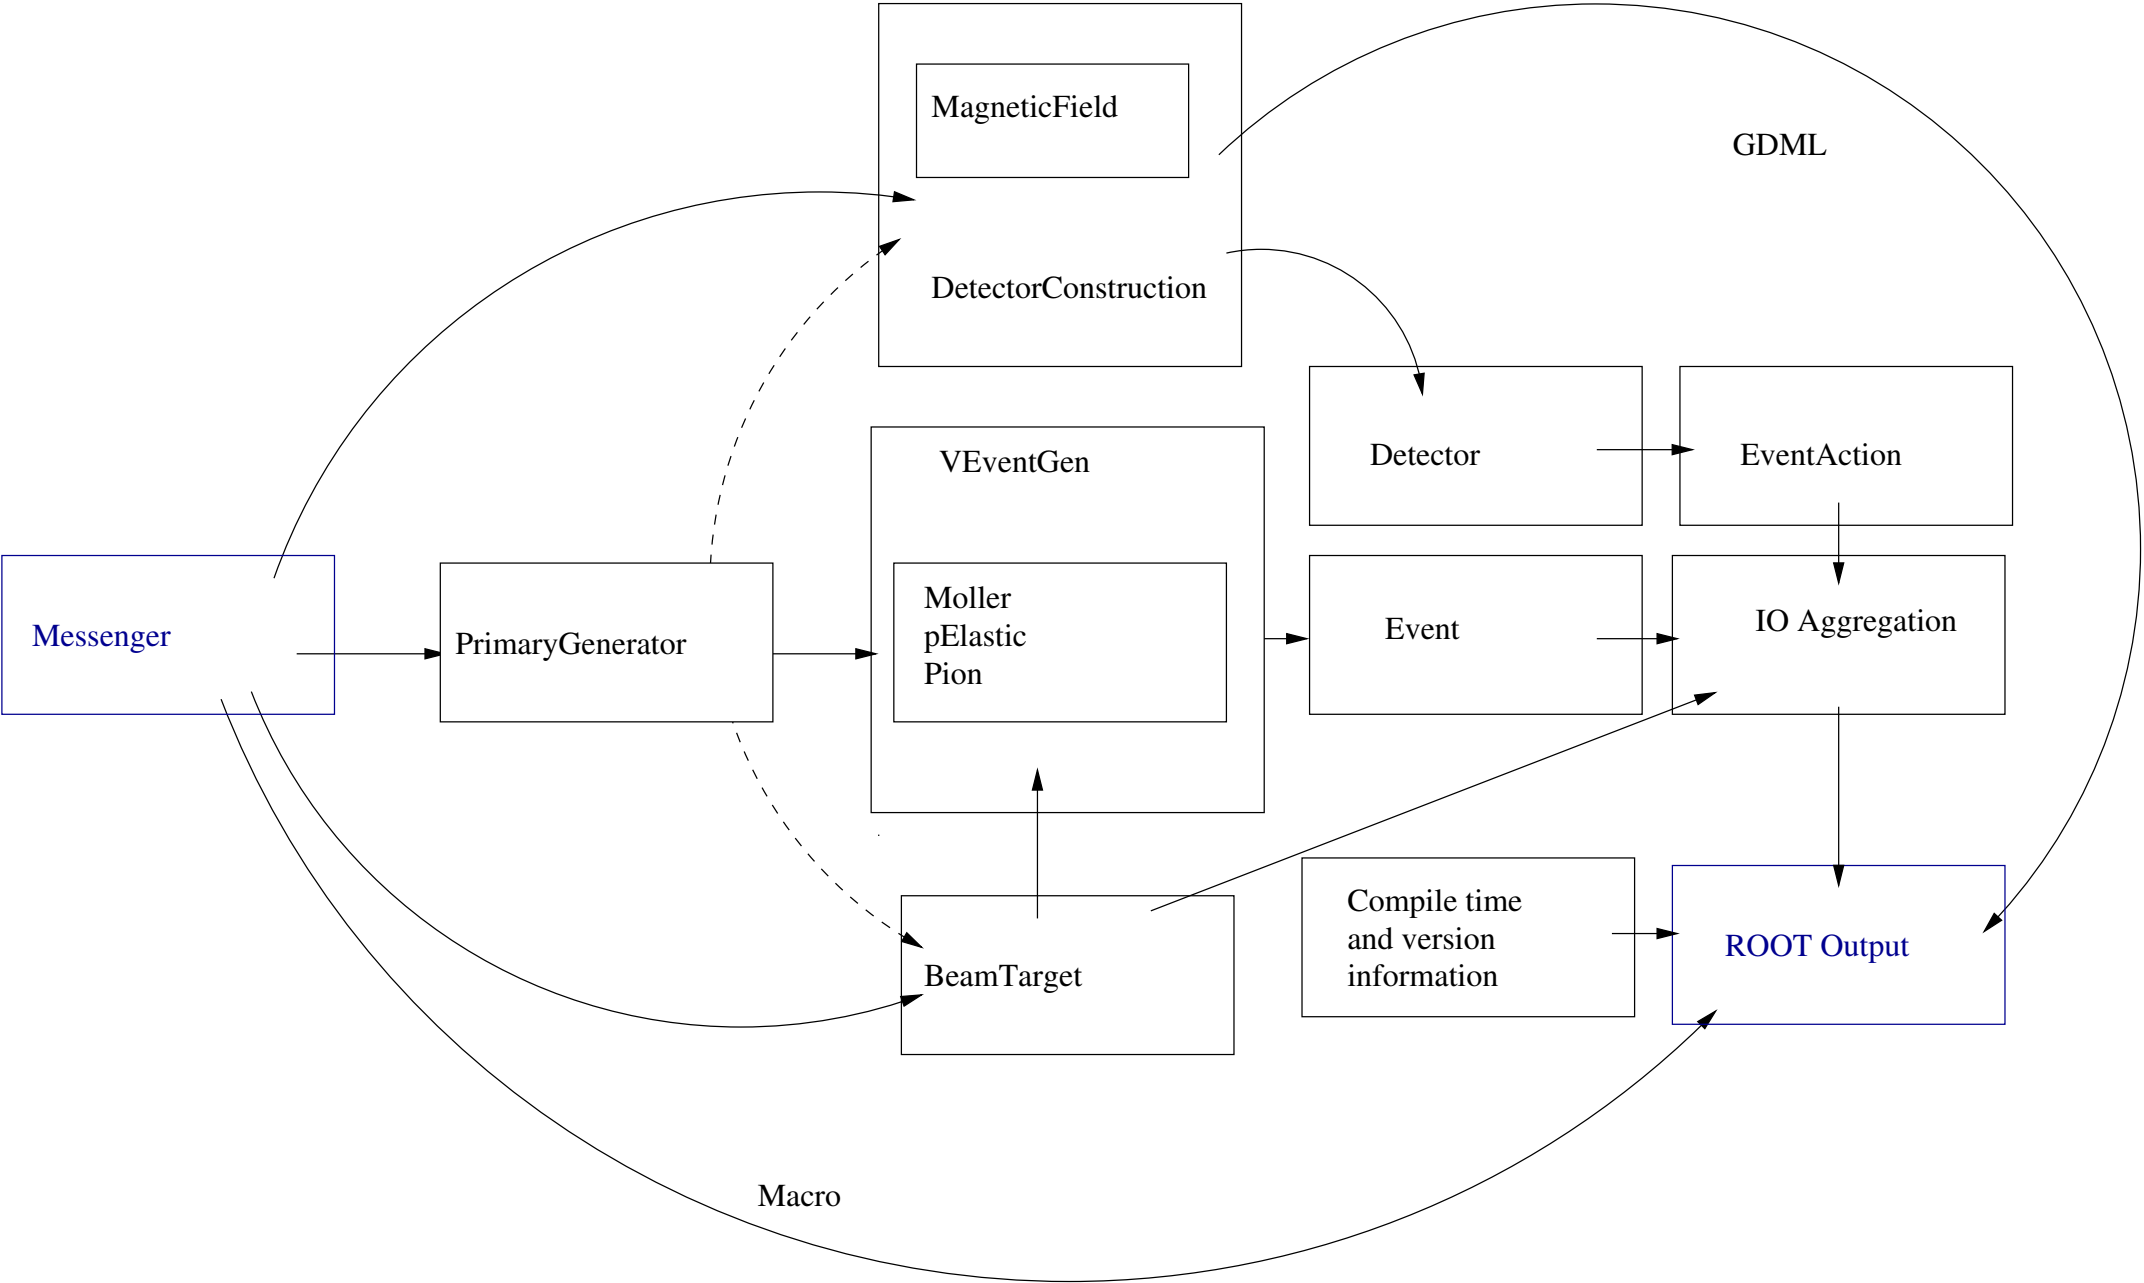 MagneticField
GDML
DetectorConstruction
VEventGen
Detector
EventAction
Messenger
PrimaryGenerator
Moller
pElastic
Pion
Event
IO Aggregation
Compile time
and version
information
ROOT Output
BeamTarget
Macro